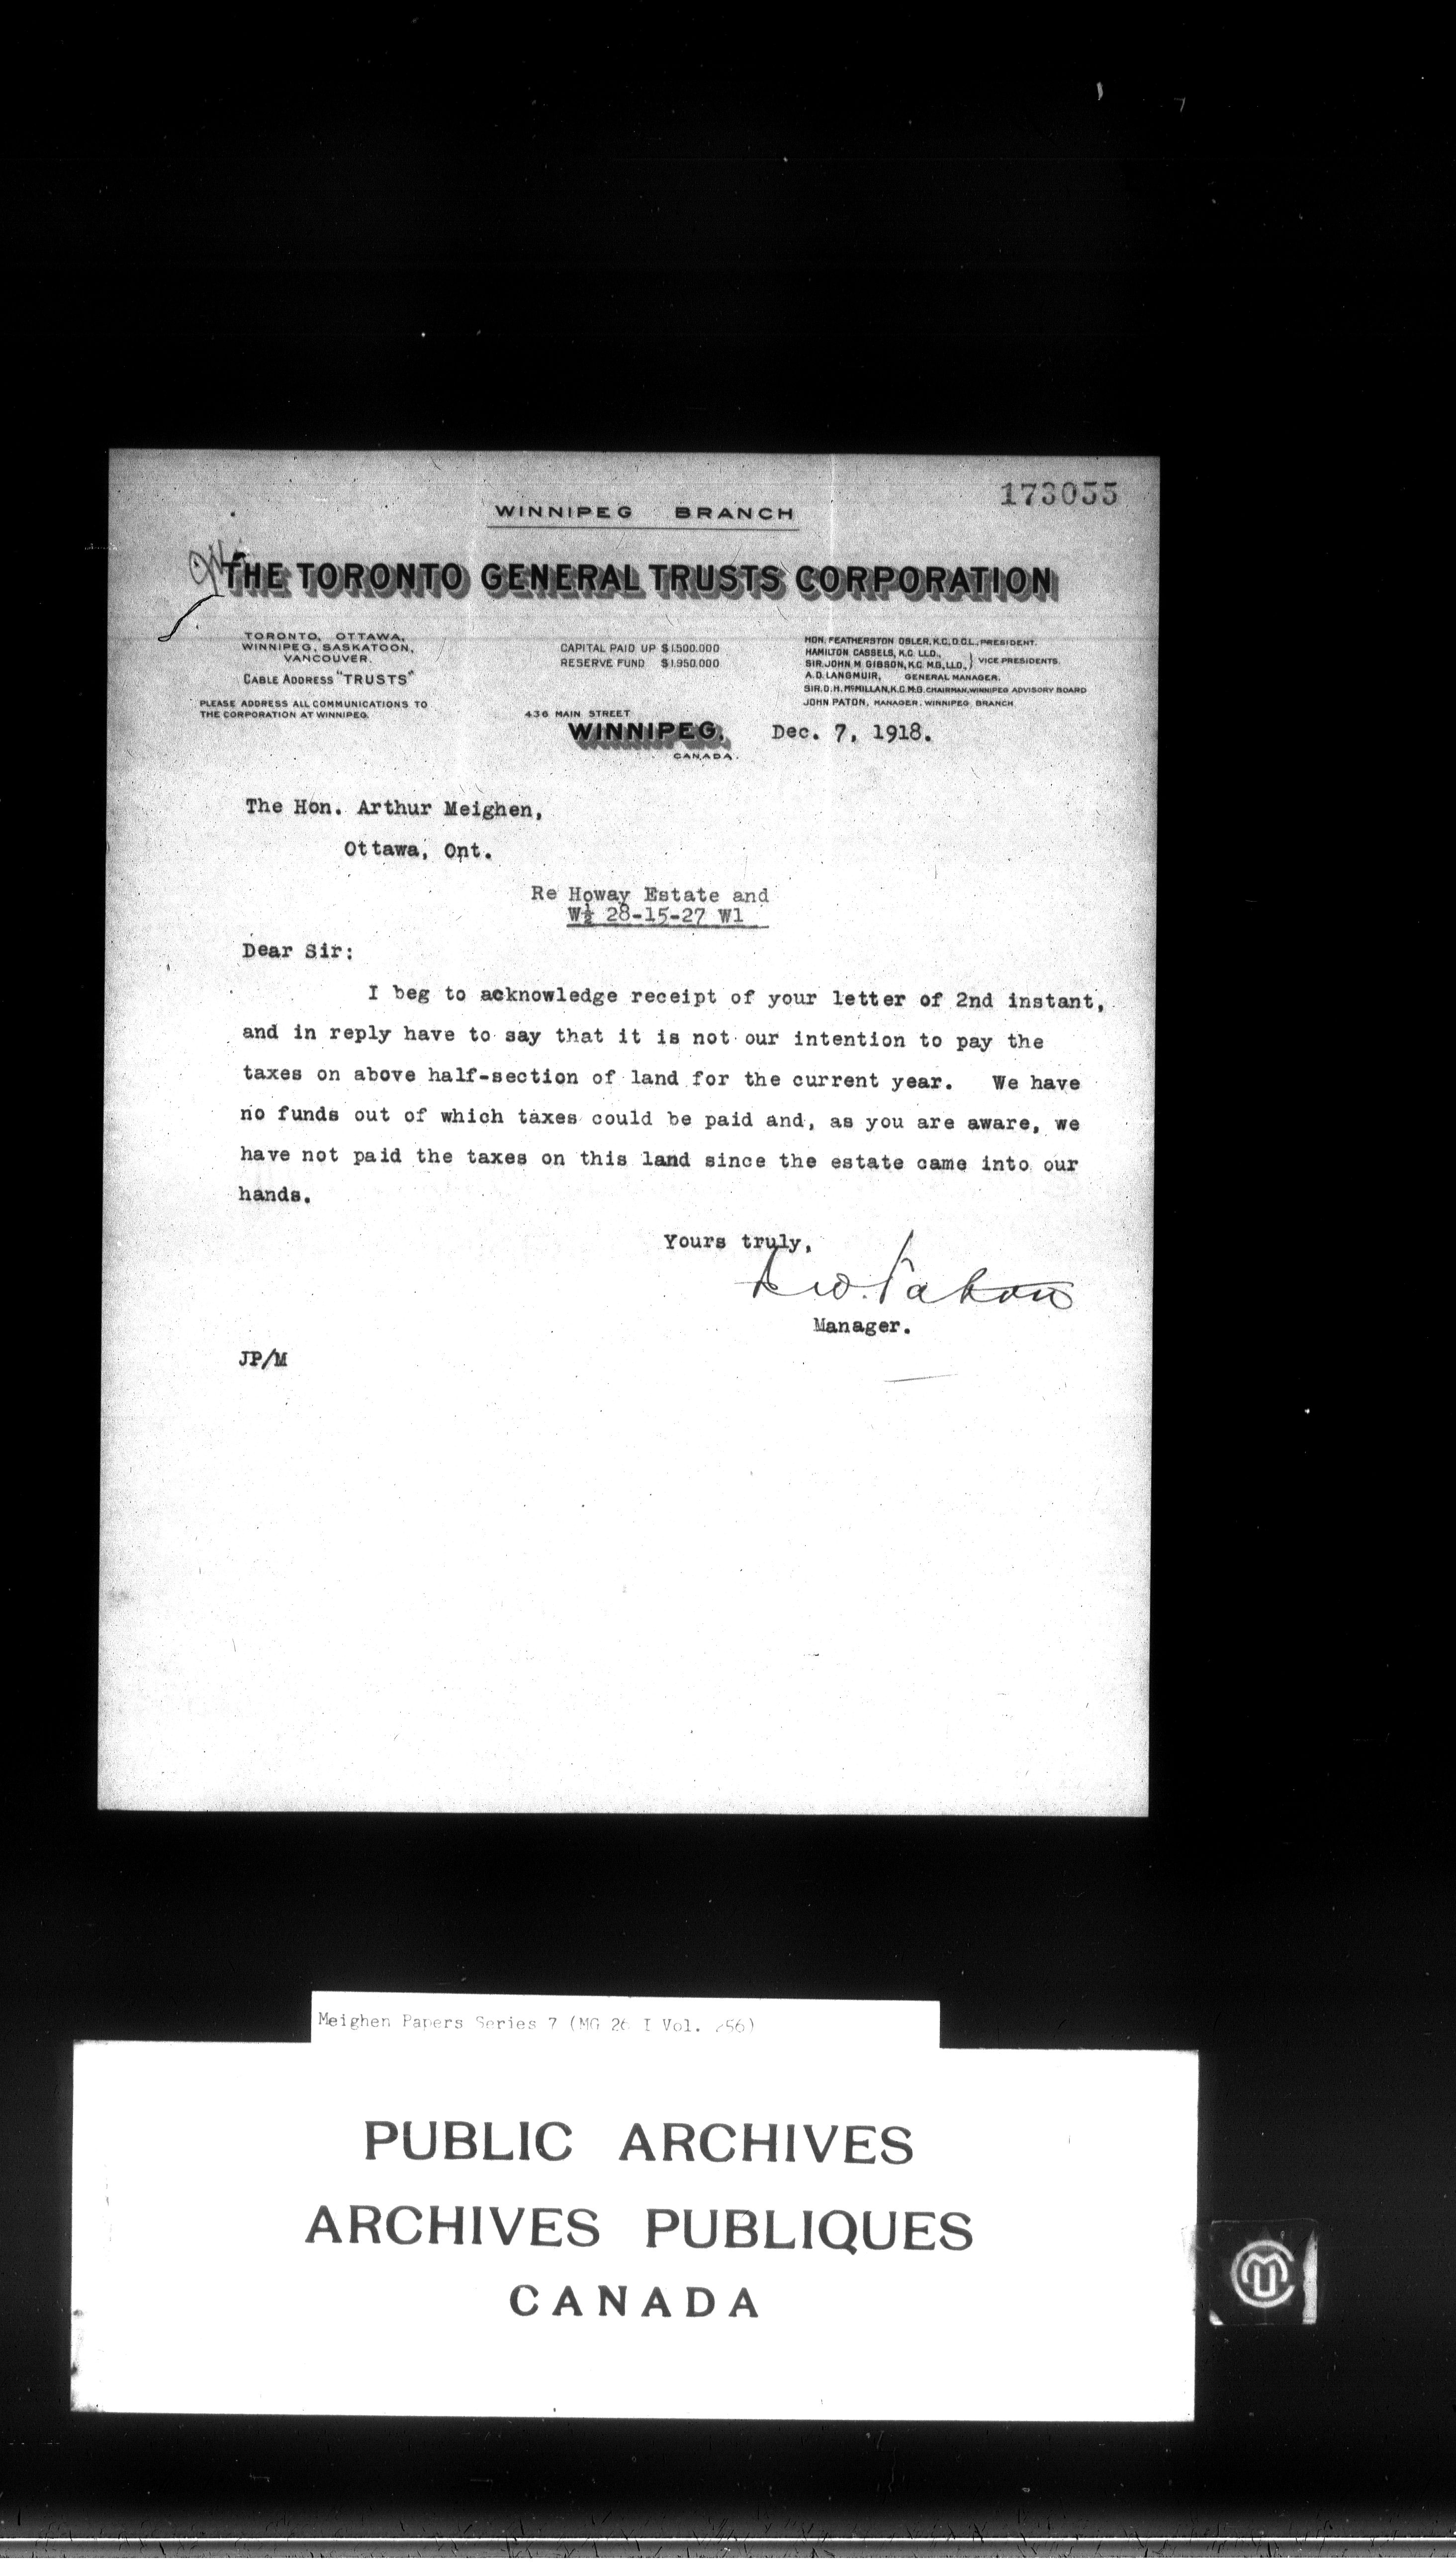 173055
WINNIPEG BRANCH
THE TORONTO GENERAL TRUSTS CORPORATION
TORONTO, OTTAWA,
WINNIPEG, SASKATOON,
VANCOUVER.
CABLE ADDRESS "TRUSTS"
PLEASE ADDRESS ALL COMMUNICATIONS TO
THE CORPORATION AT WINNIPEG.
CAPITAL PAID UP $1,500,000
RESERVE FUND $1,950,000
HON. FEATHERSTON OSLER, K.C., D.C.L., PRESIDENT.
HAMILTON CASSELS, K.C. LLD.,
SIR JOHN M. GIBSON, K.C. M.G., LLD., } VICE PRESIDENTS.
A.D. LANGMUIR, GENERAL MANAGER.
SIR. D. H. McMILLAN, K.C.M.G. CHAIRMAN, WINNIPEG ADVISORY BOARD
JOHN PATON, MANAGER, WINNIPEG BRANCH
436 MAIN STREET
WINNIPEG,
CANADA.
Dec. 7, 1918.
The Hon. Arthur Meighen,
Ottawa, Ont.
Re Howay Estate and
W½ 28-15-27 W1
Dear Sir:
I beg to acknowledge receipt of your letter of 2nd instant,
and in reply have to say that it is not our intention to pay the
taxes on above half-section of land for the current year. We have
no funds out of which taxes could be paid and, as you are aware, we
have not paid the taxes on this land since the estate came into our
hands.
Yours truly,
Paton
Manager.
JP/M
Meighen Papers Series 7 (MG 26 I Vol. 256)
PUBLIC ARCHIVES
ARCHIVES PUBLIQUES
CANADA